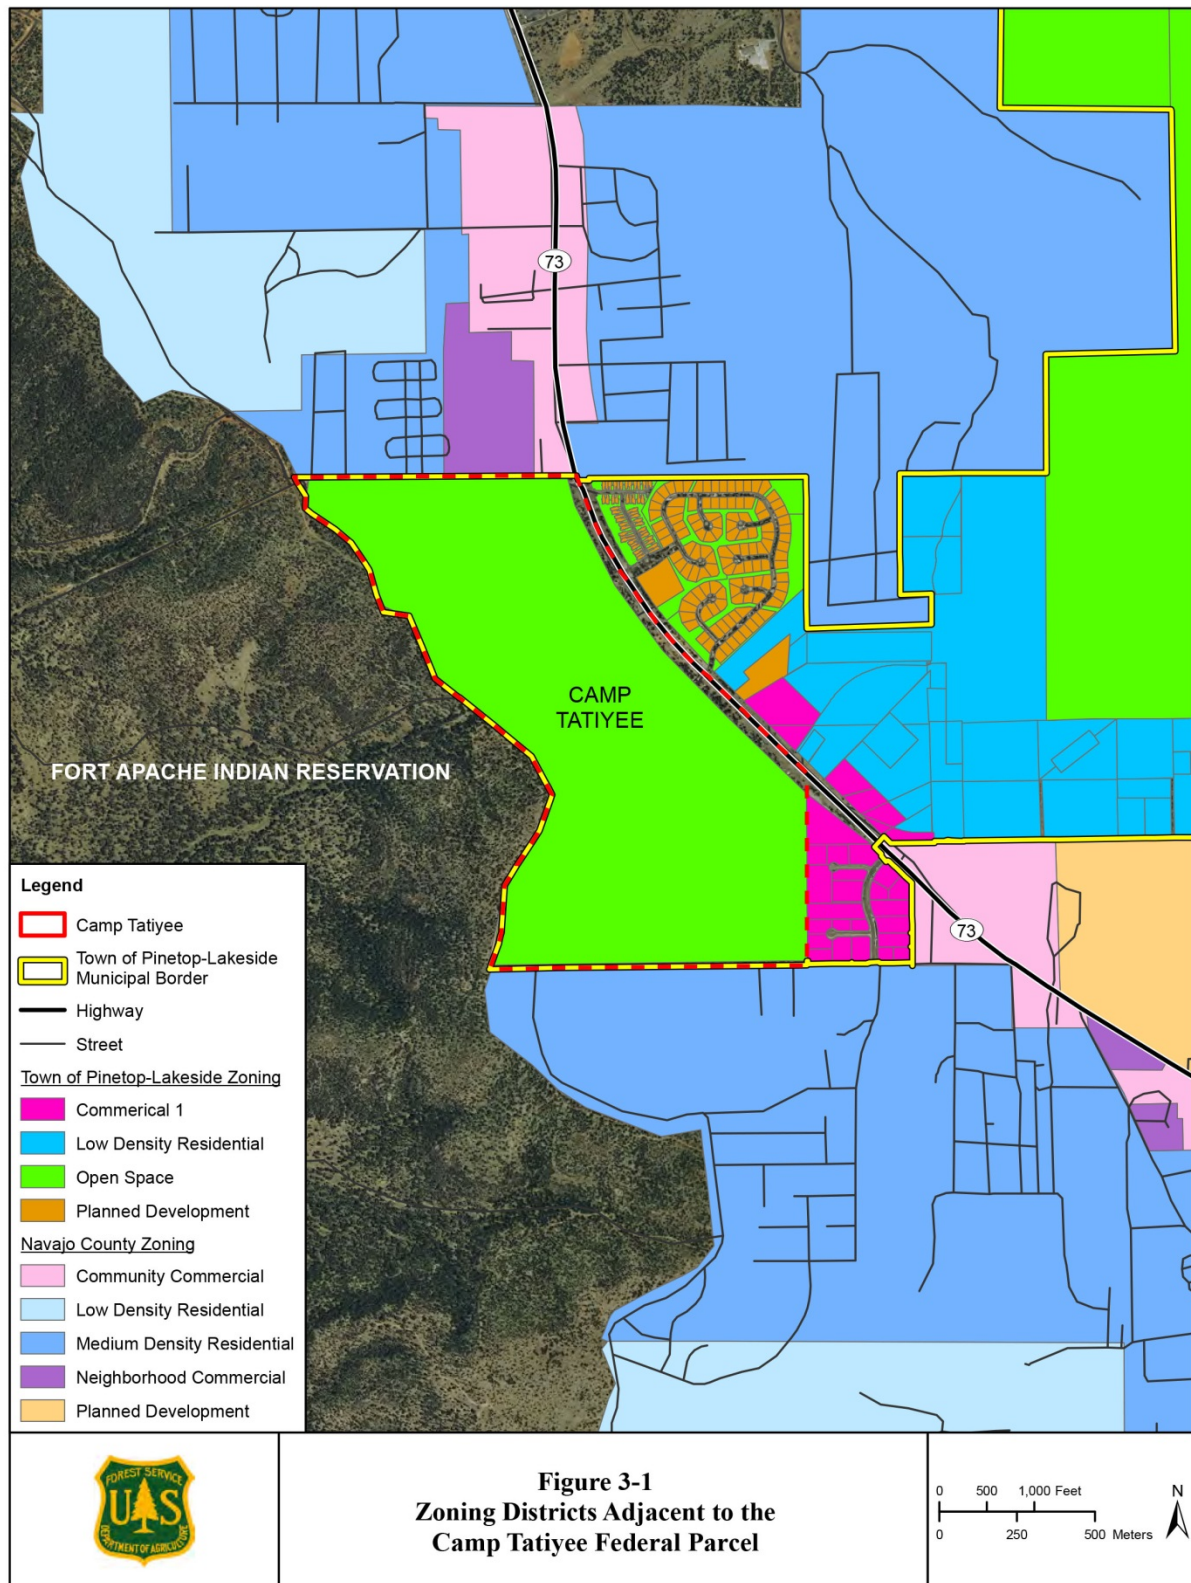 73
CAMP
TATIYEE
FORT APACHE INDIAN RESERVATION
73
Legend
Camp Tatiyee
Town of Pinetop-Lakeside
Municipal Border
Highway
Street
Town of Pinetop-Lakeside Zoning
Commerical 1
Low Density Residential
Open Space
Planned Development
Navajo County Zoning
Community Commercial
Low Density Residential
Medium Density Residential
Neighborhood Commercial
Planned Development
FOREST SERVICE
U S
DEPARTMENT OF AGRICULTURE
Figure 3-1
Zoning Districts Adjacent to the
Camp Tatiyee Federal Parcel
0 500 1,000 Feet
0 250 500 Meters
N